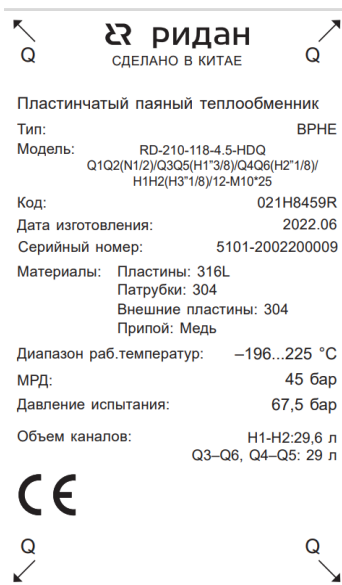 Q Q
ридан
СДЕЛАНО В КИТАЕ
Пластинчатый паяный теплообменник
Тип: BPHE
Модель: RD-210-118-4.5-HDQ
Q1Q2(N1/2)/Q3Q5(H1"3/8)/Q4Q6(H2"1/8)/
H1H2(H3"1/8)/12-M10*25
Код: 021H8459R
Дата изготовления: 2022.06
Серийный номер: 5101-2002200009
Материалы: Пластины: 316L
Патрубки: 304
Внешние пластины: 304
Припой: Медь
Диапазон раб.температур: –196...225 °C
МРД: 45 бар
Давление испытания: 67,5 бар
Объем каналов: H1-H2:29,6 л
Q3–Q6, Q4–Q5: 29 л
CE
Q Q